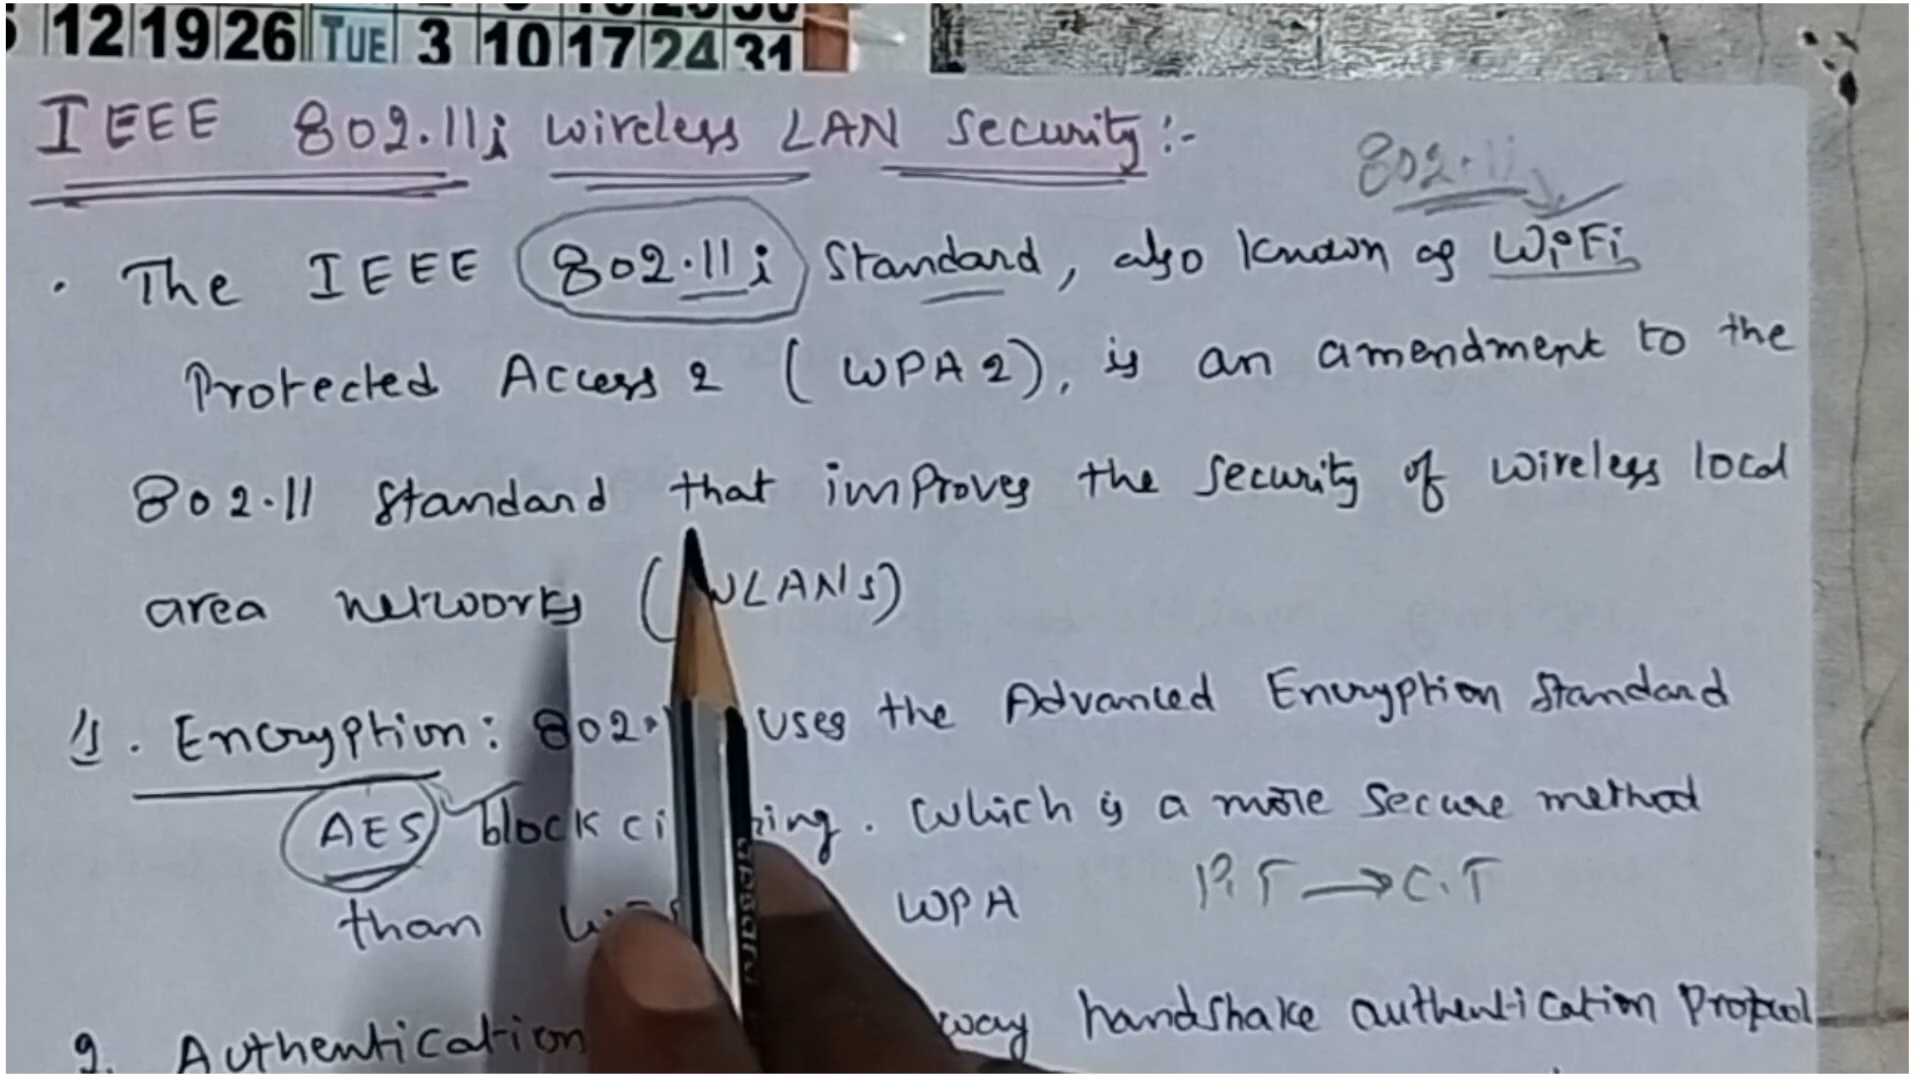 12 19 26 TUE 3 10 17 24 31
IEEE 802.11i wireless LAN Security:-
802.11
. The IEEE 802.11i Standard, also known as WiFi
Protected Access 2 (WPA2), is an amendment to the
802.11 Standard that improves the security of wireless local
area networks (WLANs)
1. Encryption: 802. uses the Advanced Encryption Standard
AES block ci ring. Which is a more secure method
P.T → C.T
than WPA
2. Authentication way handshake authentication protocol